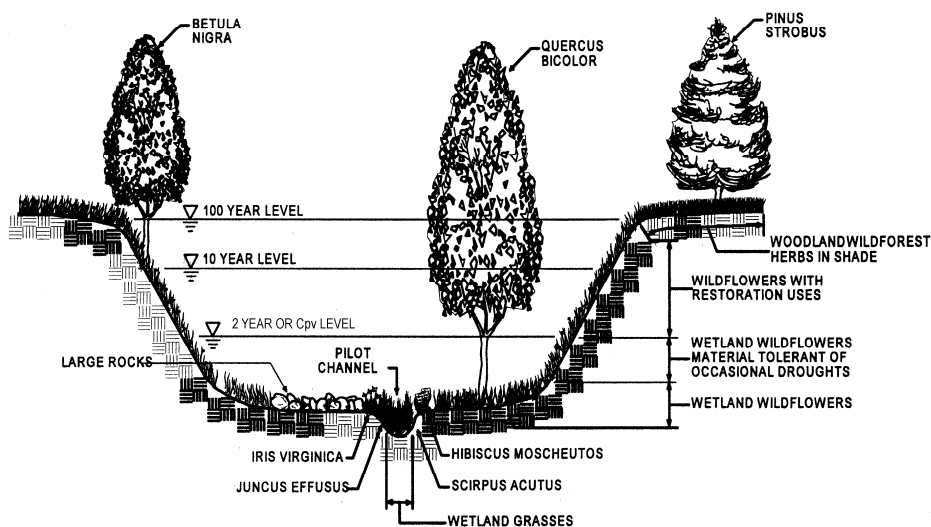 BETULA
NIGRA
QUERCUS
BICOLOR
PINUS
STROBUS
100 YEAR LEVEL
10 YEAR LEVEL
2 YEAR OR Cpv LEVEL
LARGE ROCKS
PILOT
CHANNEL
WOODLANDWILDFOREST
HERBS IN SHADE
WILDFLOWERS WITH
RESTORATION USES
WETLAND WILDFLOWERS
MATERIAL TOLERANT OF
OCCASIONAL DROUGHTS
WETLAND WILDFLOWERS
IRIS VIRGINICA
HIBISCUS MOSCHEUTOS
JUNCUS EFFUSUS
SCIRPUS ACUTUS
WETLAND GRASSES